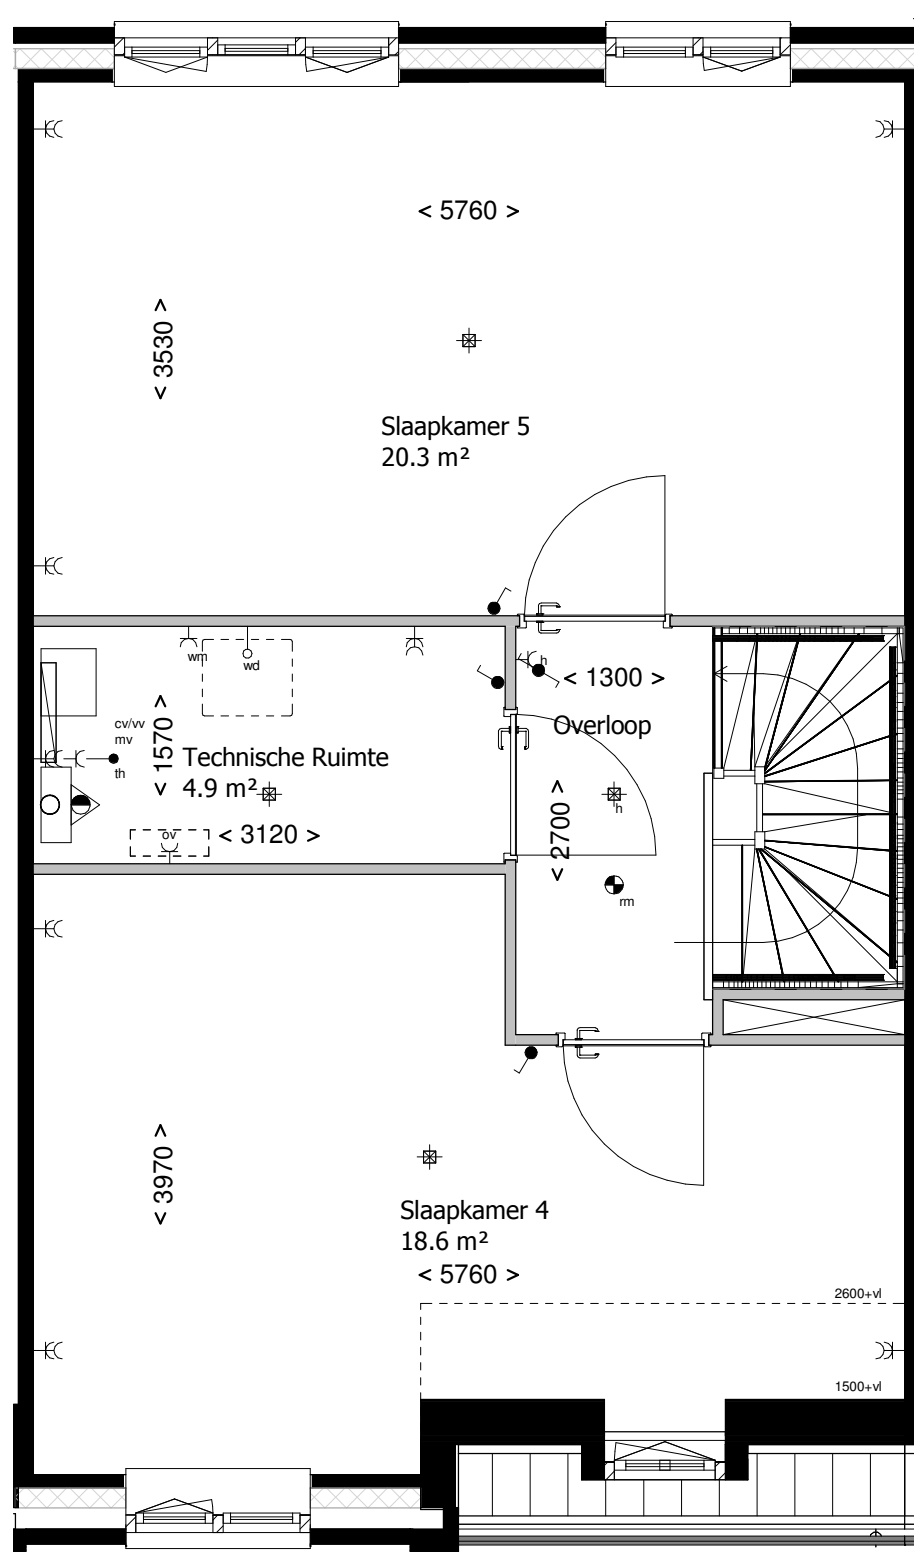 < 5760 >
< 3530 >
Slaapkamer 5
20.3 m²
wm
wd
h
< 1300 >
Overloop
cv/vv
mv
th
< 1570 >
Technische Ruimte
4.9 m²
ov
< 3120 >
< 2700 >
h
rm
< 3970 >
Slaapkamer 4
18.6 m²
< 5760 >
2600+vl
1500+vl